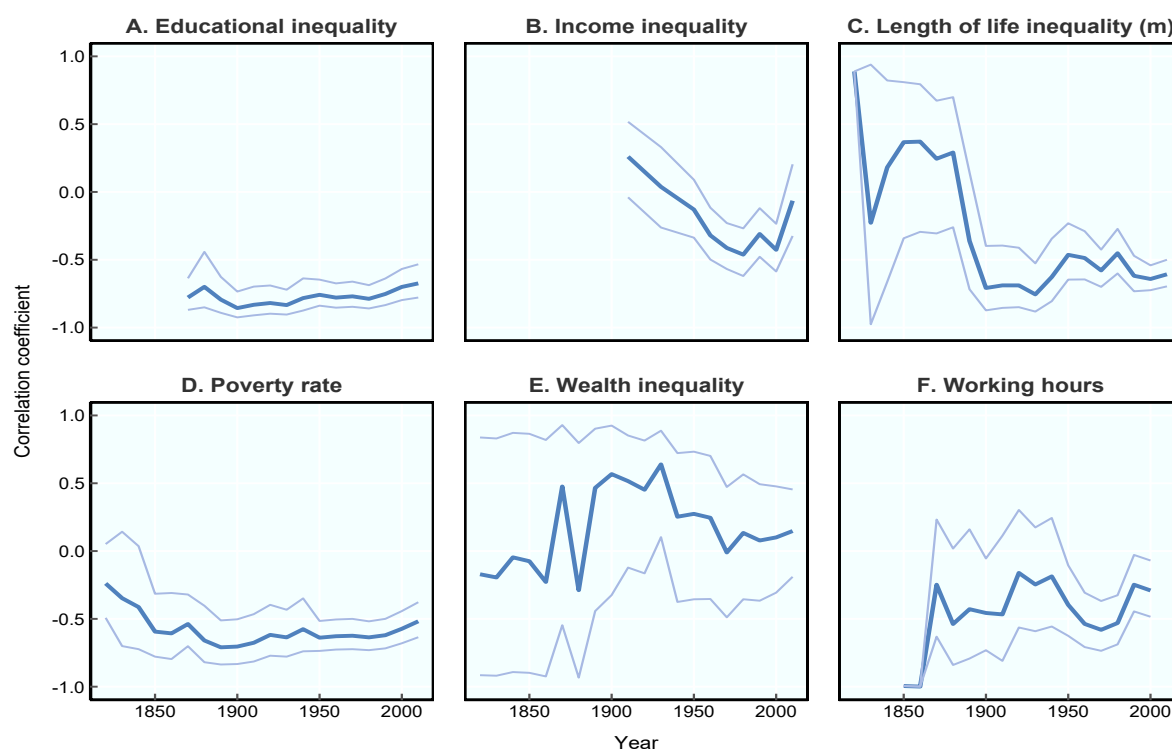 A. Educational inequality
B. Income inequality
C. Length of life inequality (m)
1.0
0.5
0.0
-0.5
-1.0
Correlation coefficient
D. Poverty rate
E. Wealth inequality
F. Working hours
1.0
0.5
0.0
-0.5
-1.0
1850 1900 1950 2000
1850 1900 1950 2000
1850 1900 1950 2000
Year